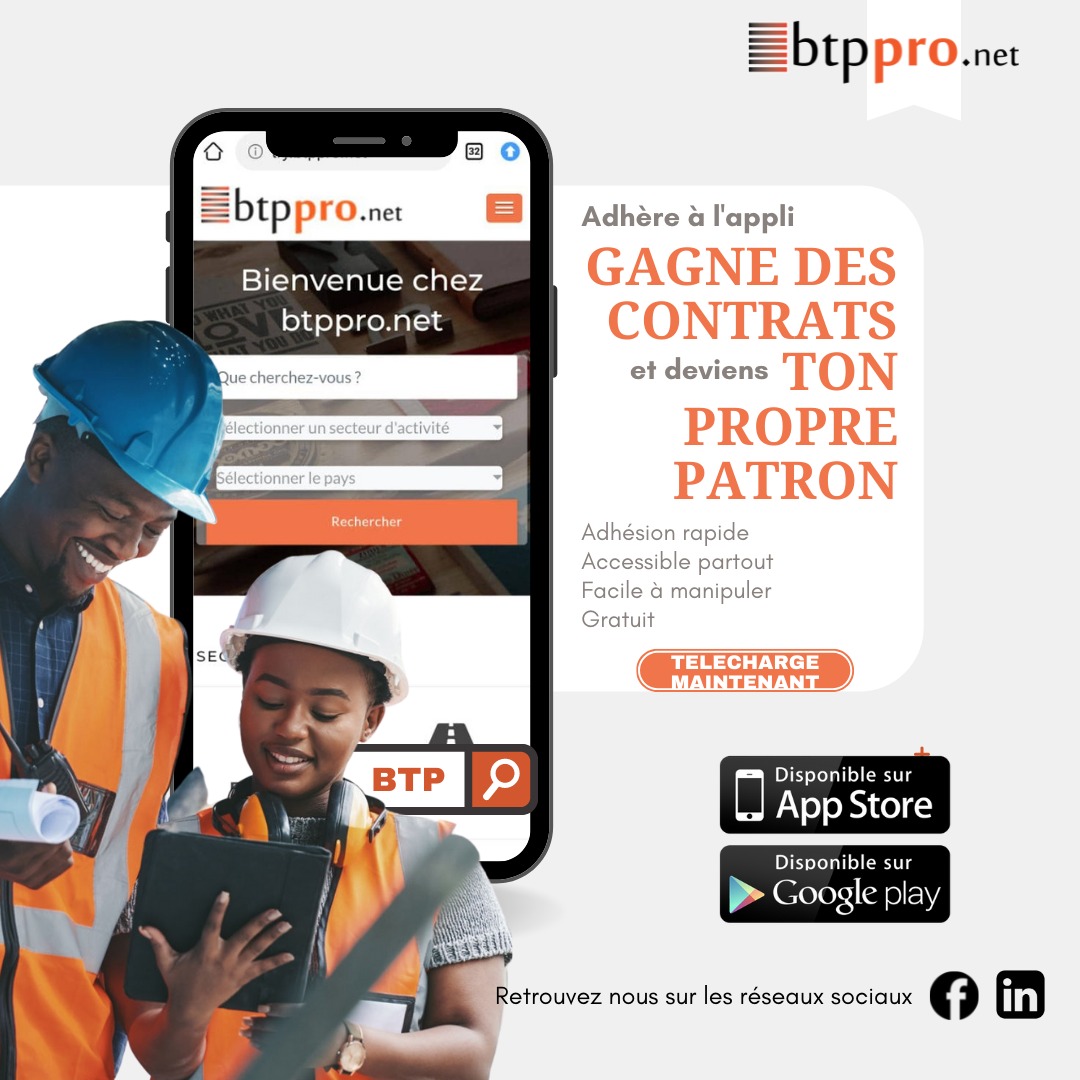 btppro.net
32
btppro.net
Bienvenue chez
btppro.net
Que cherchez-vous ?
électionner un secteur d'activité
Sélectionner le pays
Rechercher
SEC
BTP
Adhère à l'appli
GAGNE DES
CONTRATS
et deviens TON
PROPRE
PATRON
Adhésion rapide
Accessible partout
Facile à manipuler
Gratuit
TELECHARGE
MAINTENANT
Disponible sur
App Store
Disponible sur
Google play
Retrouvez nous sur les réseaux sociaux
f
in